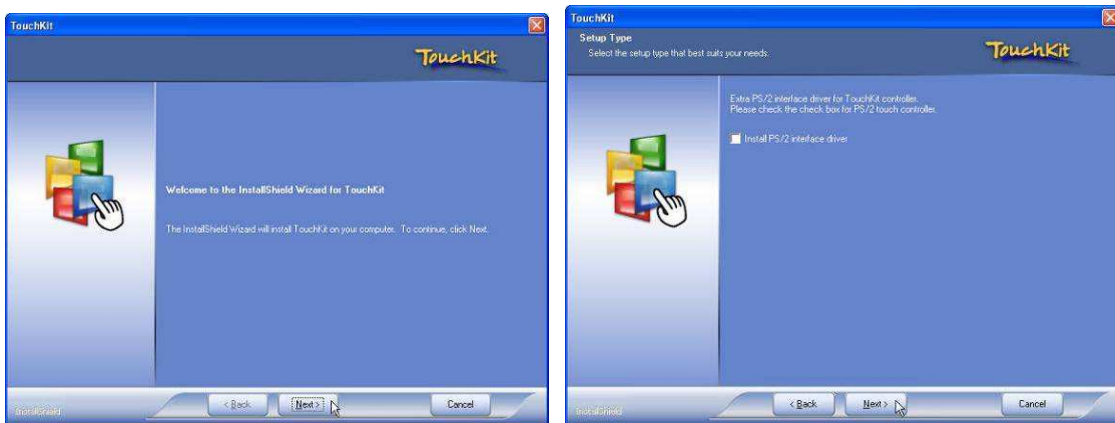 TouchKit
TouchKit
Welcome to the InstallShield Wizard for TouchKit
The InstallShield Wizard will install TouchKit on your computer. To continue, click Next.
InstallShield
< Back
Next >
Cancel
TouchKit
Setup Type
Select the setup type that best suits your needs.
TouchKit
Extra PS/2 interface driver for TouchKit controller.
Please check the check box for PS/2 touch controller.
Install PS/2 interface driver
InstallShield
< Back
Next >
Cancel